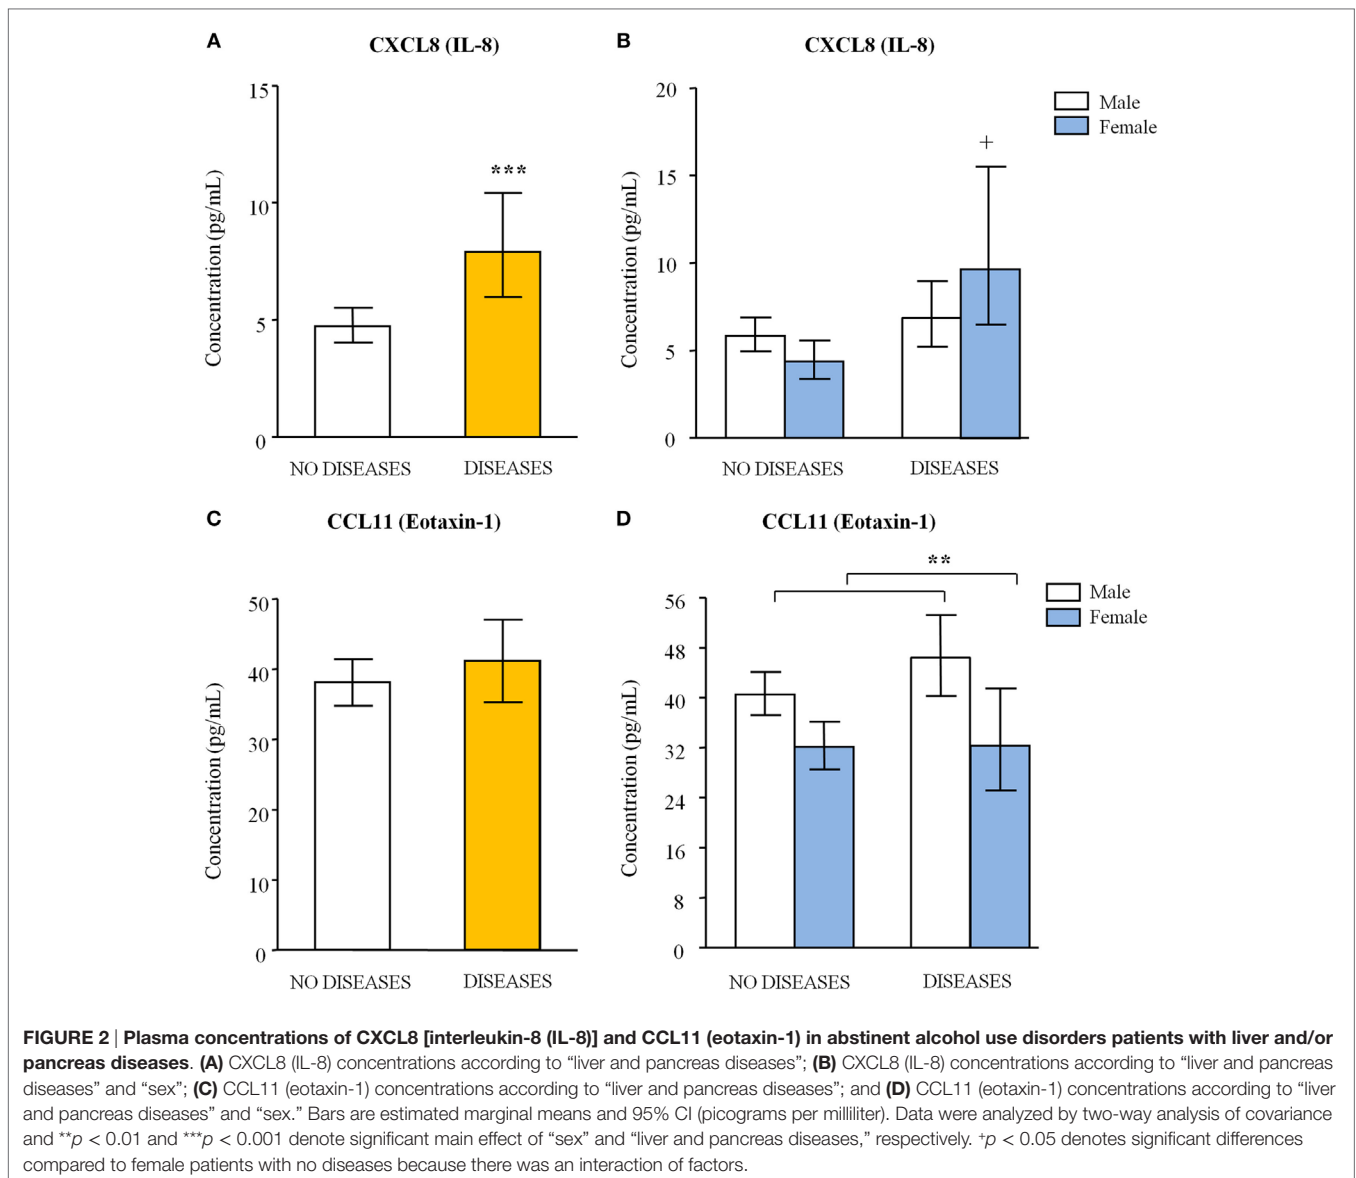 A
CXCL8 (IL-8)
15
10
5
0
Concentration (pg/mL)
***
NO DISEASES
DISEASES
B
CXCL8 (IL-8)
20
15
10
5
0
Concentration (pg/mL)
+
Male
Female
NO DISEASES
DISEASES
C
CCL11 (Eotaxin-1)
50
40
30
20
10
0
Concentration (pg/mL)
NO DISEASES
DISEASES
D
CCL11 (Eotaxin-1)
**
56
48
40
32
24
16
8
0
Concentration (pg/mL)
Male
Female
NO DISEASES
DISEASES
FIGURE 2 | Plasma concentrations of CXCL8 [interleukin-8 (IL-8)] and CCL11 (eotaxin-1) in abstinent alcohol use disorders patients with liver and/or
pancreas diseases. (A) CXCL8 (IL-8) concentrations according to “liver and pancreas diseases”; (B) CXCL8 (IL-8) concentrations according to “liver and pancreas
diseases” and “sex”; (C) CCL11 (eotaxin-1) concentrations according to “liver and pancreas diseases”; and (D) CCL11 (eotaxin-1) concentrations according to “liver
and pancreas diseases” and “sex.” Bars are estimated marginal means and 95% CI (picograms per milliliter). Data were analyzed by two-way analysis of covariance
and **p < 0.01 and ***p < 0.001 denote significant main effect of “sex” and “liver and pancreas diseases,” respectively. +p < 0.05 denotes significant differences
compared to female patients with no diseases because there was an interaction of factors.